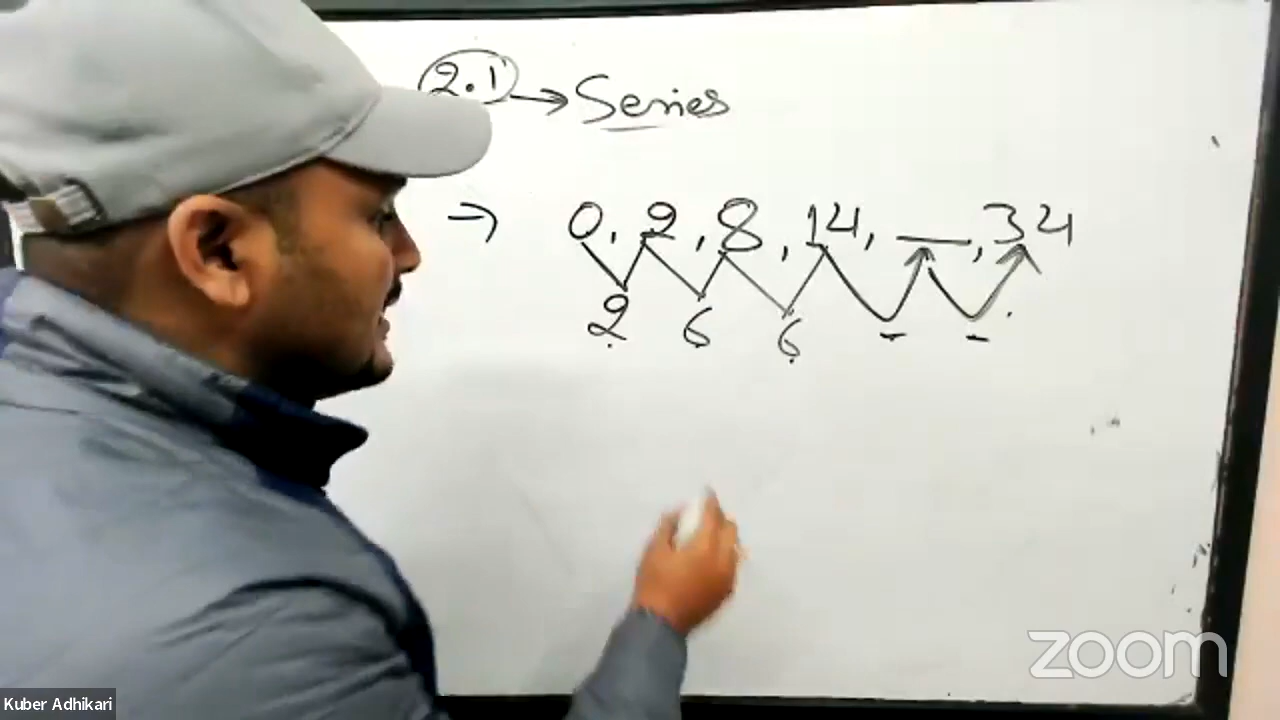 2.1 → Series
→ 0, 2, 8, 14, __, 34
2 6 6 - -
zoom
Kuber Adhikari